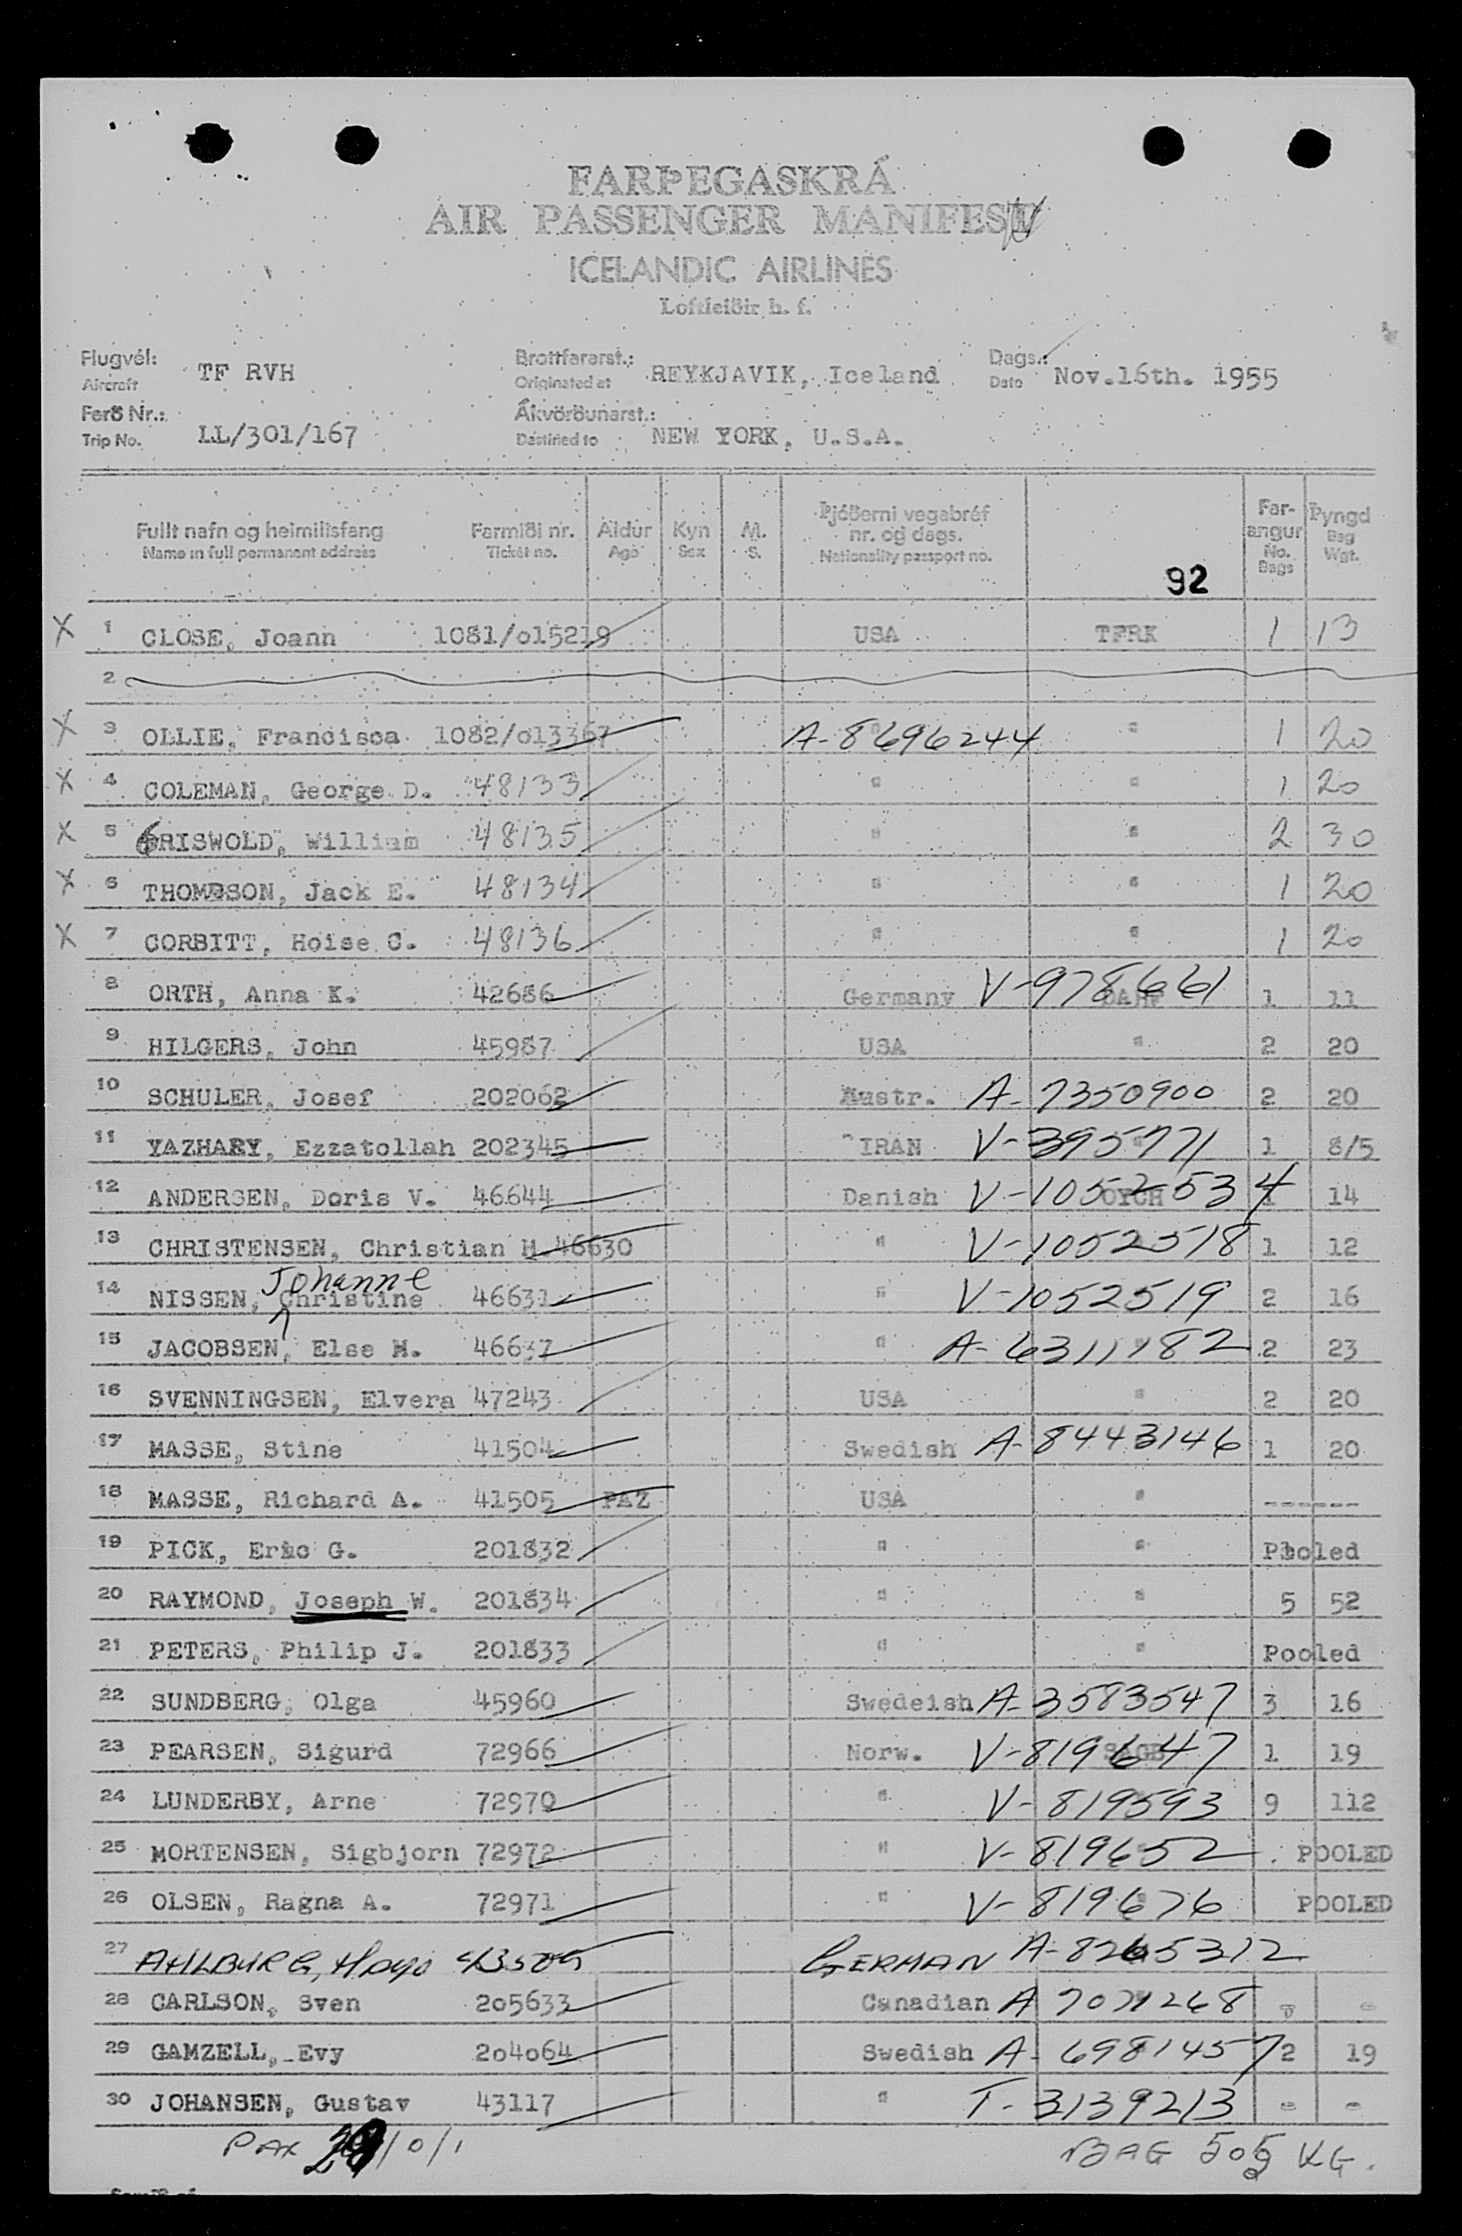 FARÞEGASKRÁ
AIR PASSENGER MANIFEST
ICELANDIC AIRLINES
Loftleiðir h. f.
Flugvél: Brottfararst.: Dags.:
Aircraft TF RVH Originated at REYKJAVIK, Iceland Date Nov.16th. 1955
Ferð Nr.: Ákvörðunarst.:
Trip No. LL/301/167 Destined to NEW YORK, U.S.A.
Fullt nafn og heimilisfang Farmiði nr. Aldur Kyn M. Þjóðerni vegabréf nr. og dags. Farangur Þyngd
Name in full permanent address Ticket no. Age Sex S. Nationality passport no. No. Bags Bag Wgt.
92
X 1 CLOSE, Joann 1081/o15219 USA TFRK 1 13
2
X 3 OLLIE, Francisca 1082/o13367 A-8696244 " 1 20
X 4 COLEMAN, George D. 48133 " " 1 20
X 5 GRISWOLD, William 48135 " " 2 30
X 6 THOMPSON, Jack E. 48134 " " 1 20
X 7 CORBITT, Hoise C. 48136 " " 1 20
8 ORTH, Anna K. 42686 Germany V-978661 1 11
9 HILGERS, John 45987 USA " 2 20
10 SCHULER, Josef 202062 Austr. A-7350900 2 20
11 YAZHARY, Ezzatollah 202345 IRAN V-395771 1 8/5
12 ANDERSEN, Doris V. 46644 Danish V-1052534 OYCH 1 14
13 CHRISTENSEN, Christian H. 46630 " V-1052518 1 12
14 NISSEN, Johanne Christine 46631 " V-1052519 2 16
15 JACOBSEN, Else M. 46637 " A-6311182 2 23
16 SVENNINGSEN, Elvera 47243 USA " 2 20
17 MASSE, Stine 41504 Swedish A-8443146 1 20
18 MASSE, Richard A. 41505 PAZ USA " ------
19 PICK, Eric G. 201832 " " Pooled
20 RAYMOND, Joseph W. 201834 " " 5 52
21 PETERS, Philip J. 201833 " " Pooled
22 SUNDBERG, Olga 45960 Swedeish A-3583547 3 16
23 PEARSEN, Sigurd 72966 Norw. V-819647 1 19
24 LUNDERBY, Arne 72970 " V-819593 9 112
25 MORTENSEN, Sigbjorn 72972 " V-819652 POOLED
26 OLSEN, Ragna A. 72971 " V-819676 POOLED
27 AHLBURG, Hayo GERMAN A-8265312
28 CARLSON, Sven 205633 Canadian A 7071268 - -
29 GAMZELL, Evy 2o4o64 Swedish A-6981457 2 19
30 JOHANSEN, Gustav 43117 " T-3139213 - -
PAX 28/0/1 BAG 505 KG.